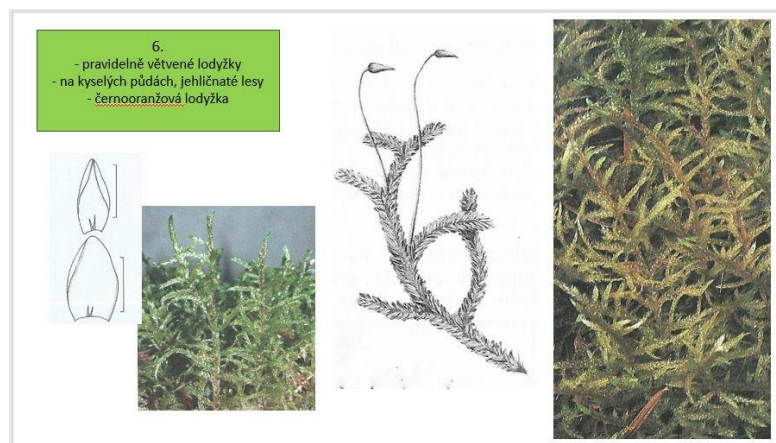 6.
- pravidelně větvené lodyžky
- na kyselých půdách, jehličnaté lesy
- černooranžová lodyžka